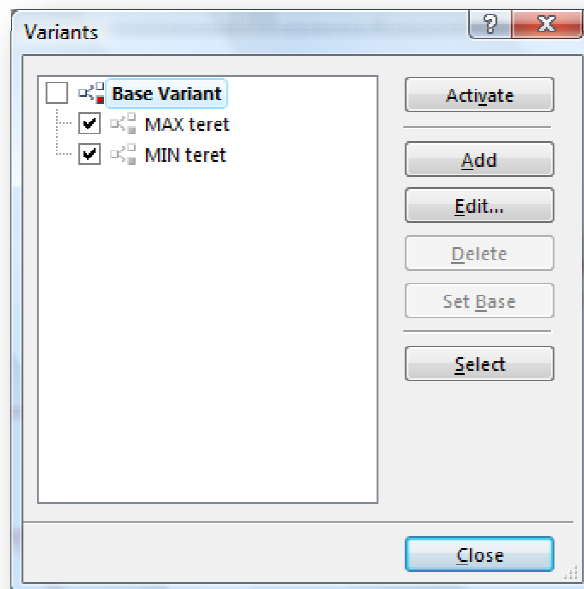 Variants
?
Base Variant
MAX teret
MIN teret
Activate
Add
Edit...
Delete
Set Base
Select
Close